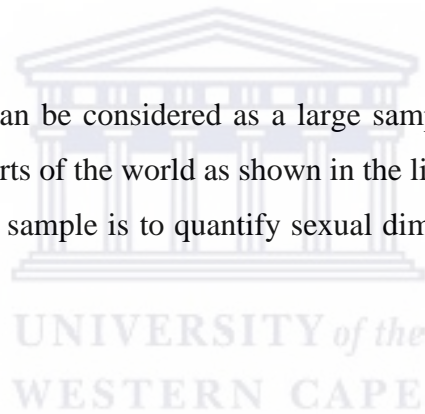 an be considered as a large samp
rts of the world as shown in the li
sample is to quantify sexual dim
UNIVERSITY of the
WESTERN CAPE